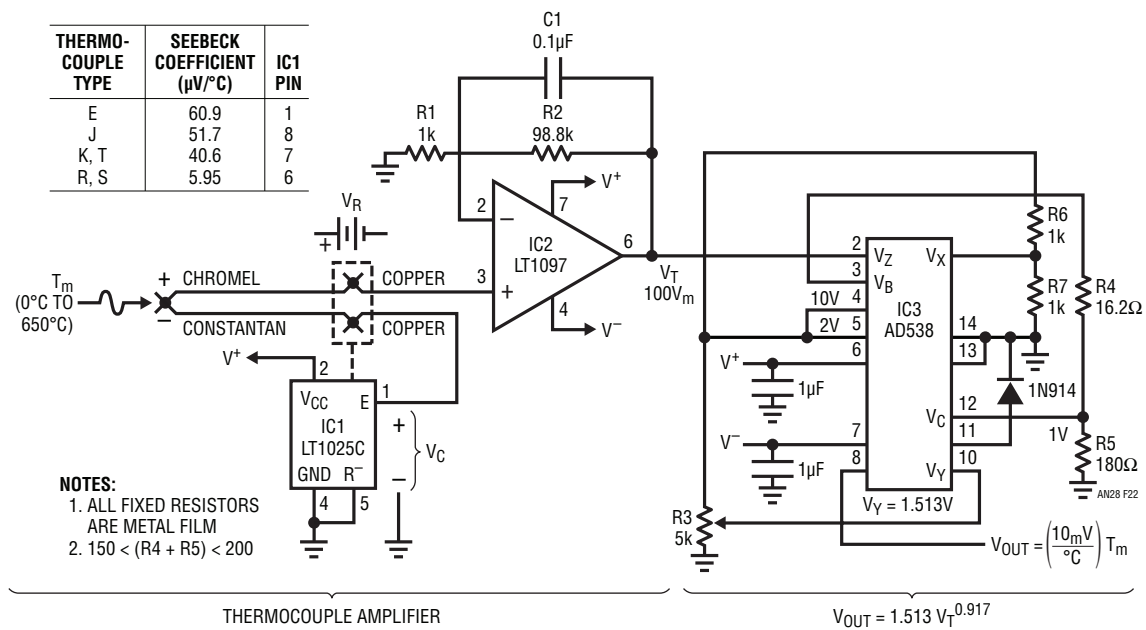 THERMO-COUPLE TYPE SEEBECK COEFFICIENT (µV/°C) IC1 PIN
E 60.9 1
J 51.7 8
K, T 40.6 7
R, S 5.95 6
C1
0.1µF
R1
1k
R2
98.8k
V+
7
2
–
IC2
LT1097
6
3
+
4
V–
VR
+
Tm
(0°C TO
650°C)
+
CHROMEL
COPPER
–
CONSTANTAN
COPPER
V+
2
VCC E
1
IC1
LT1025C
GND R–
4 5
+
–
VC
VT
100Vm
2 VZ
3 VB
10V 4
2V 5
6
V+
1µF
V–
7
8
1µF
VX
IC3
AD538
14
13
VC 12
11
VY 10
VY = 1.513V
R6
1k
R7
1k
R4
16.2Ω
1N914
1V
R5
180Ω
AN28 F22
R3
5k
VOUT = (10mV/°C) Tm
NOTES:
1. ALL FIXED RESISTORS
ARE METAL FILM
2. 150 < (R4 + R5) < 200
THERMOCOUPLE AMPLIFIER
VOUT = 1.513 VT^0.917